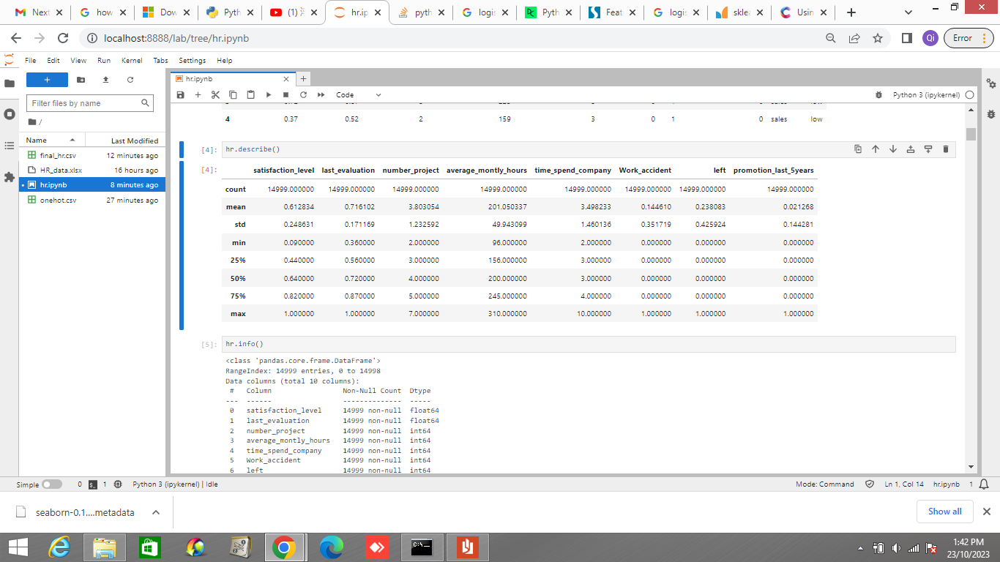 Next
how
Dow
Pyth
(1)
hr.ip
pyth
logis
Pyth
Feat
logis
skle
Usin
localhost:8888/lab/tree/hr.ipynb
Qi
Error
File Edit View Run Kernel Tabs Settings Help
hr.ipynb
Filter files by name
Code
Python 3 (ipykernel)
/
4 0.37 0.52 2 159 3 0 1 0 sales low
Name Last Modified
final_hr.csv 12 minutes ago
HR_data.xlsx 16 hours ago
hr.ipynb 8 minutes ago
onehot.csv 27 minutes ago
[4]: hr.describe()
[4]: satisfaction_level last_evaluation number_project average_montly_hours time_spend_company Work_accident left promotion_last_5years
count 14999.000000 14999.000000 14999.000000 14999.000000 14999.000000 14999.000000 14999.000000 14999.000000
mean 0.612834 0.716102 3.803054 201.050337 3.498233 0.144610 0.238083 0.021268
std 0.248631 0.171169 1.232592 49.943099 1.460136 0.351719 0.425924 0.144281
min 0.090000 0.360000 2.000000 96.000000 2.000000 0.000000 0.000000 0.000000
25% 0.440000 0.560000 3.000000 156.000000 3.000000 0.000000 0.000000 0.000000
50% 0.640000 0.720000 4.000000 200.000000 3.000000 0.000000 0.000000 0.000000
75% 0.820000 0.870000 5.000000 245.000000 4.000000 0.000000 0.000000 0.000000
max 1.000000 1.000000 7.000000 310.000000 10.000000 1.000000 1.000000 1.000000
[5]: hr.info()
<class 'pandas.core.frame.DataFrame'>
RangeIndex: 14999 entries, 0 to 14998
Data columns (total 10 columns):
# Column Non-Null Count Dtype
--- ------ -------------- -----
0 satisfaction_level 14999 non-null float64
1 last_evaluation 14999 non-null float64
2 number_project 14999 non-null int64
3 average_montly_hours 14999 non-null int64
4 time_spend_company 14999 non-null int64
5 Work_accident 14999 non-null int64
6 left 14999 non-null int64
Simple 0 1 Python 3 (ipykernel) | Idle Mode: Command Ln 1, Col 14 hr.ipynb 1
seaborn-0.1....metadata
Show all
1:42 PM
23/10/2023